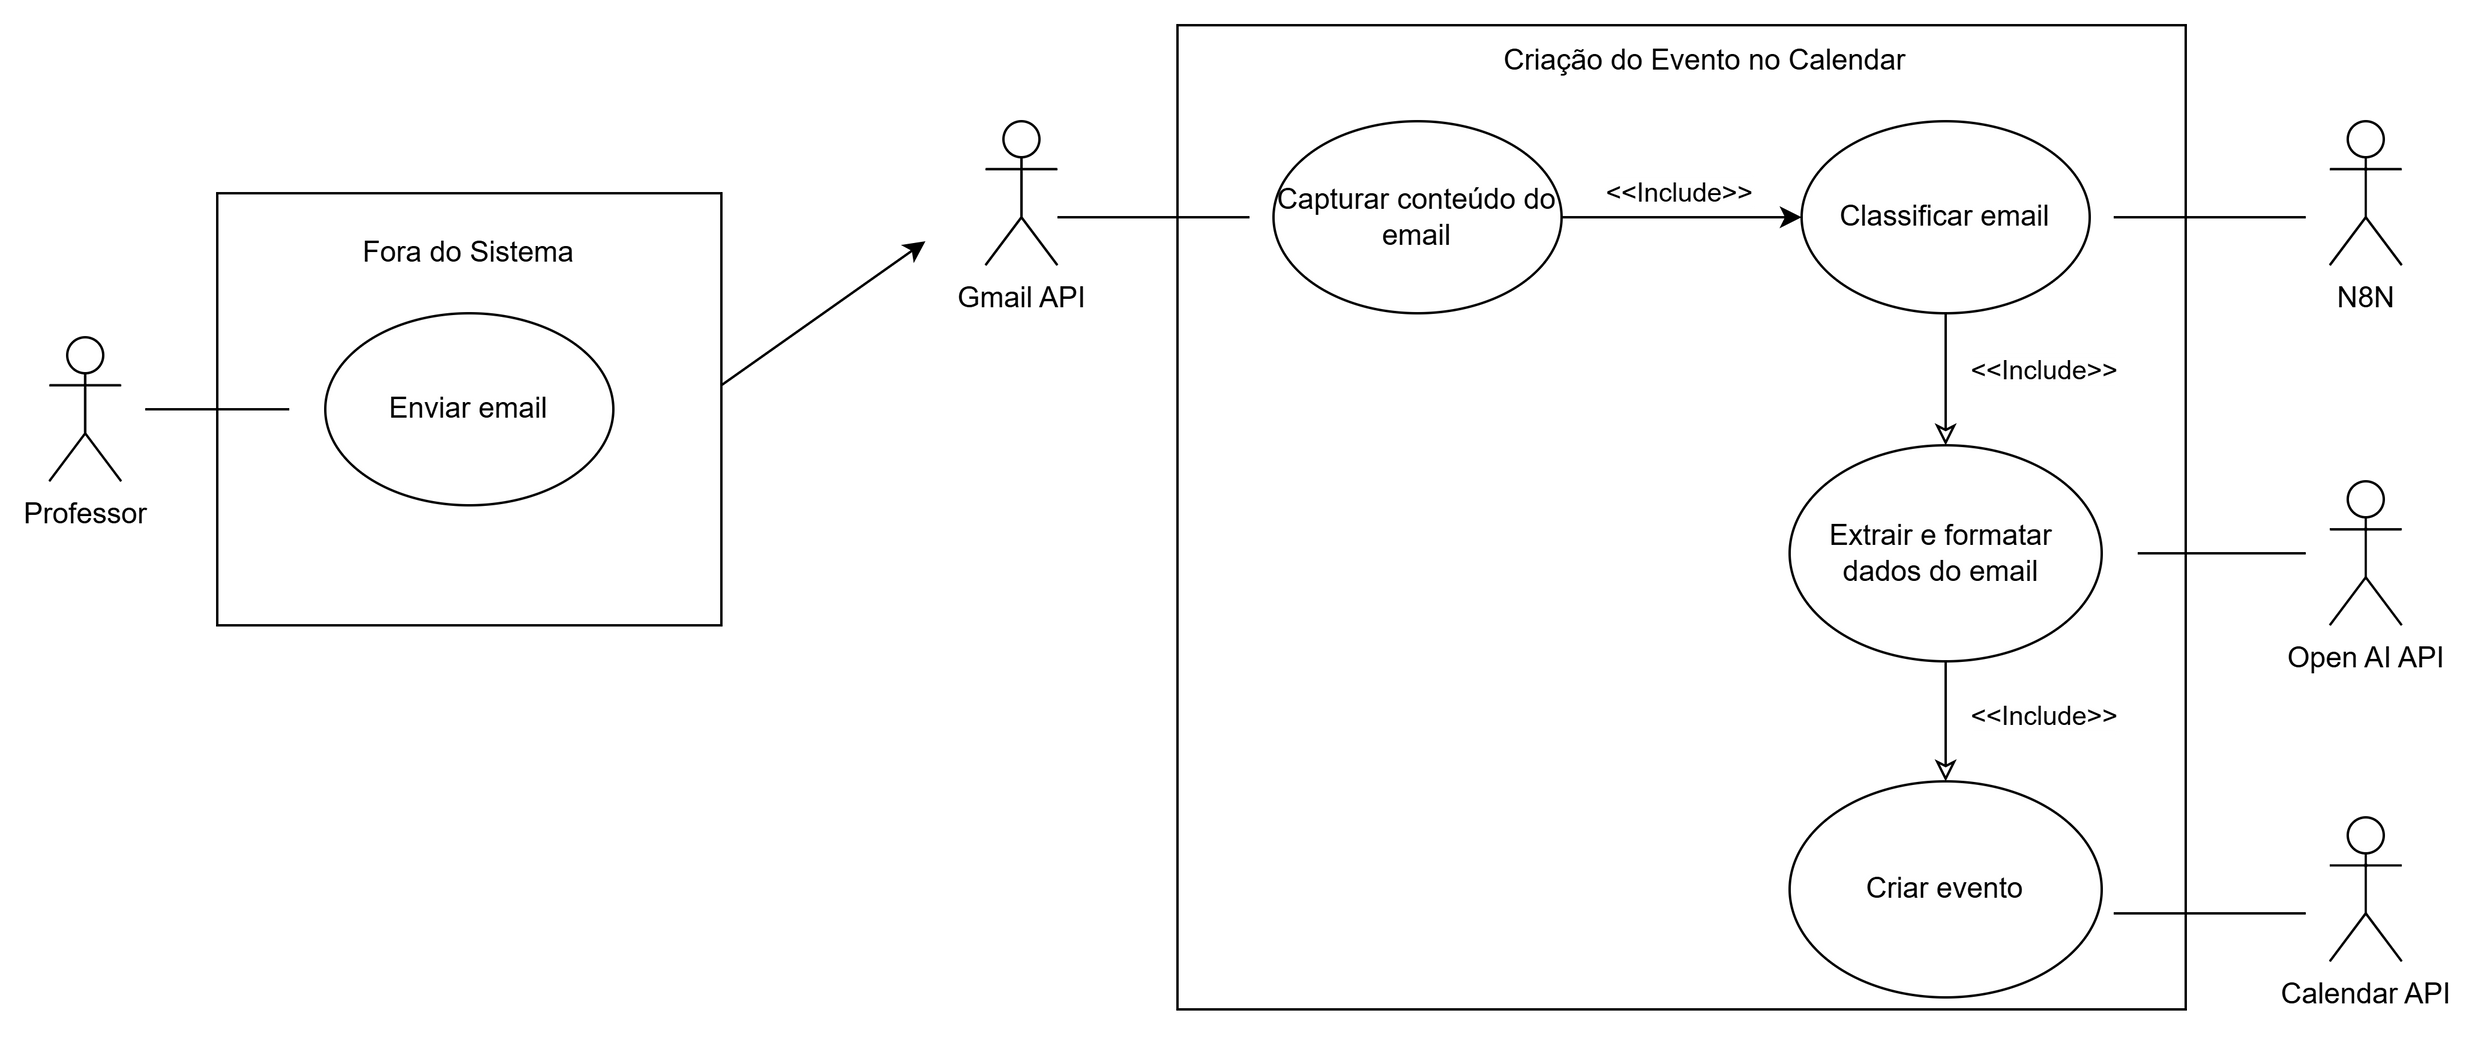 Criação do Evento no Calendar
Fora do Sistema
Enviar email
Professor
Gmail API
Capturar conteúdo do
email
<<Include>>
Classificar email
N8N
<<Include>>
Extrair e formatar
dados do email
Open AI API
<<Include>>
Criar evento
Calendar API